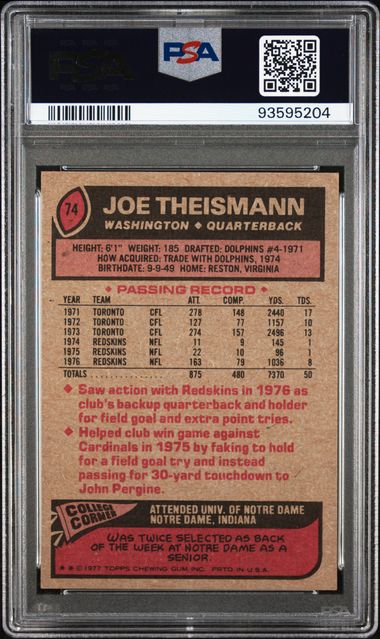 PSA
PSA
93595204
74
JOE THEISMANN
WASHINGTON ◆ QUARTERBACK
HEIGHT: 6'1" WEIGHT: 185 DRAFTED: DOLPHINS #4-1971
HOW ACQUIRED: TRADE WITH DOLPHINS, 1974
BIRTHDATE: 9-9-49 HOME: RESTON, VIRGINIA
• PASSING RECORD •
YEAR TEAM ATT. COMP. YDS. TDS.
1971 TORONTO CFL 278 148 2440 17
1972 TORONTO CFL 127 77 1157 10
1973 TORONTO CFL 274 157 2496 13
1974 REDSKINS NFL 11 9 145 1
1975 REDSKINS NFL 22 10 96 1
1976 REDSKINS NFL 163 79 1036 8
TOTALS 875 480 7370 50
◆ Saw action with Redskins in 1976 as
club's backup quarterback and holder
for field goal and extra point tries.
◆ Helped club win game against
Cardinals in 1975 by faking to hold
for a field goal try and instead
passing for 30-yard touchdown to
John Pergine.
COLLEGE
CORNER
ATTENDED UNIV. OF NOTRE DAME
NOTRE DAME, INDIANA
WAS TWICE SELECTED AS BACK
OF THE WEEK AT NOTRE DAME AS A
SENIOR.
★ ★ © 1977 TOPPS CHEWING GUM, INC. PRTD IN U.S.A.